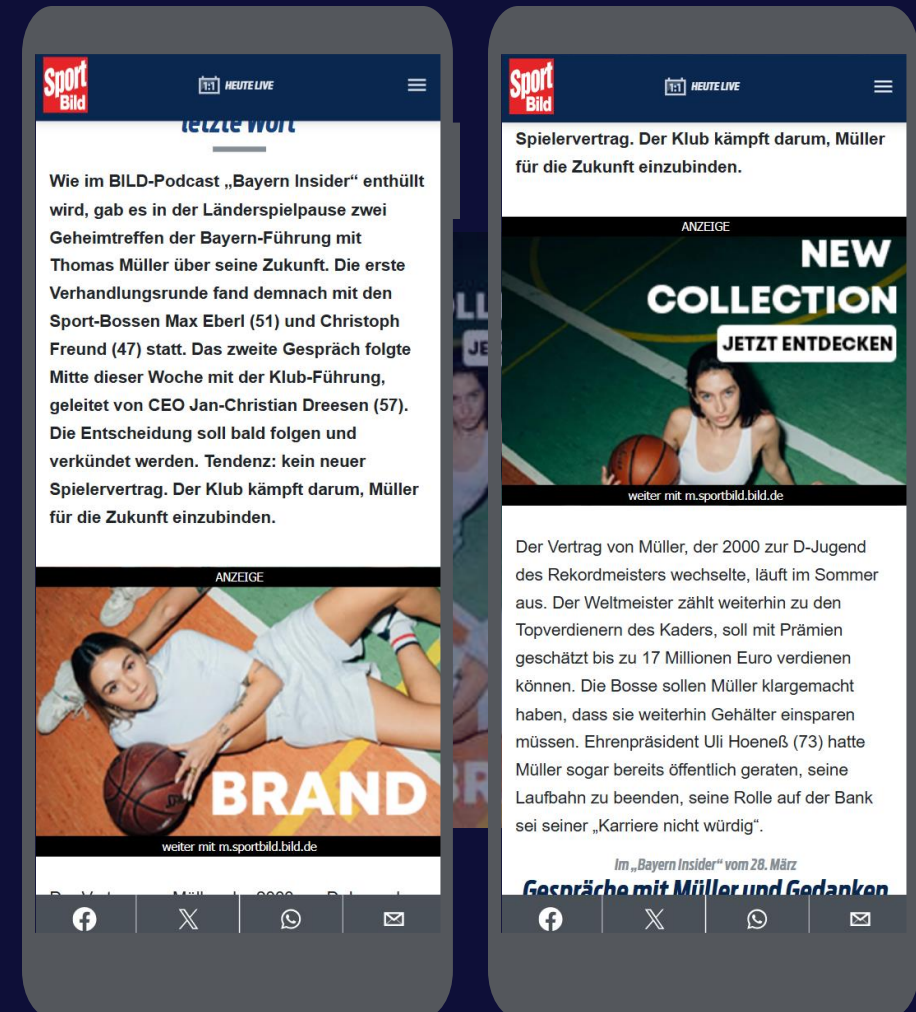 Sport
Bild
1:1 HEUTE LIVE
letzte Wort
Wie im BILD-Podcast „Bayern Insider“ enthüllt
wird, gab es in der Länderspielpause zwei
Geheimtreffen der Bayern-Führung mit
Thomas Müller über seine Zukunft. Die erste
Verhandlungsrunde fand demnach mit den
Sport-Bossen Max Eberl (51) und Christoph
Freund (47) statt. Das zweite Gespräch folgte
Mitte dieser Woche mit der Klub-Führung,
geleitet von CEO Jan-Christian Dreesen (57).
Die Entscheidung soll bald folgen und
verkündet werden. Tendenz: kein neuer
Spielervertrag. Der Klub kämpft darum, Müller
für die Zukunft einzubinden.
ANZEIGE
BRAND
weiter mit m.sportbild.bild.de
Sport
Bild
1:1 HEUTE LIVE
Spielervertrag. Der Klub kämpft darum, Müller
für die Zukunft einzubinden.
ANZEIGE
NEW
COLLECTION
JETZT ENTDECKEN
weiter mit m.sportbild.bild.de
Der Vertrag von Müller, der 2000 zur D-Jugend
des Rekordmeisters wechselte, läuft im Sommer
aus. Der Weltmeister zählt weiterhin zu den
Topverdienern des Kaders, soll mit Prämien
geschätzt bis zu 17 Millionen Euro verdienen
können. Die Bosse sollen Müller klargemacht
haben, dass sie weiterhin Gehälter einsparen
müssen. Ehrenpräsident Uli Hoeneß (73) hatte
Müller sogar bereits öffentlich geraten, seine
Laufbahn zu beenden, seine Rolle auf der Bank
sei seiner „Karriere nicht würdig“.
Im „Bayern Insider“ vom 28. März
Gespräche mit Müller und Gedanken